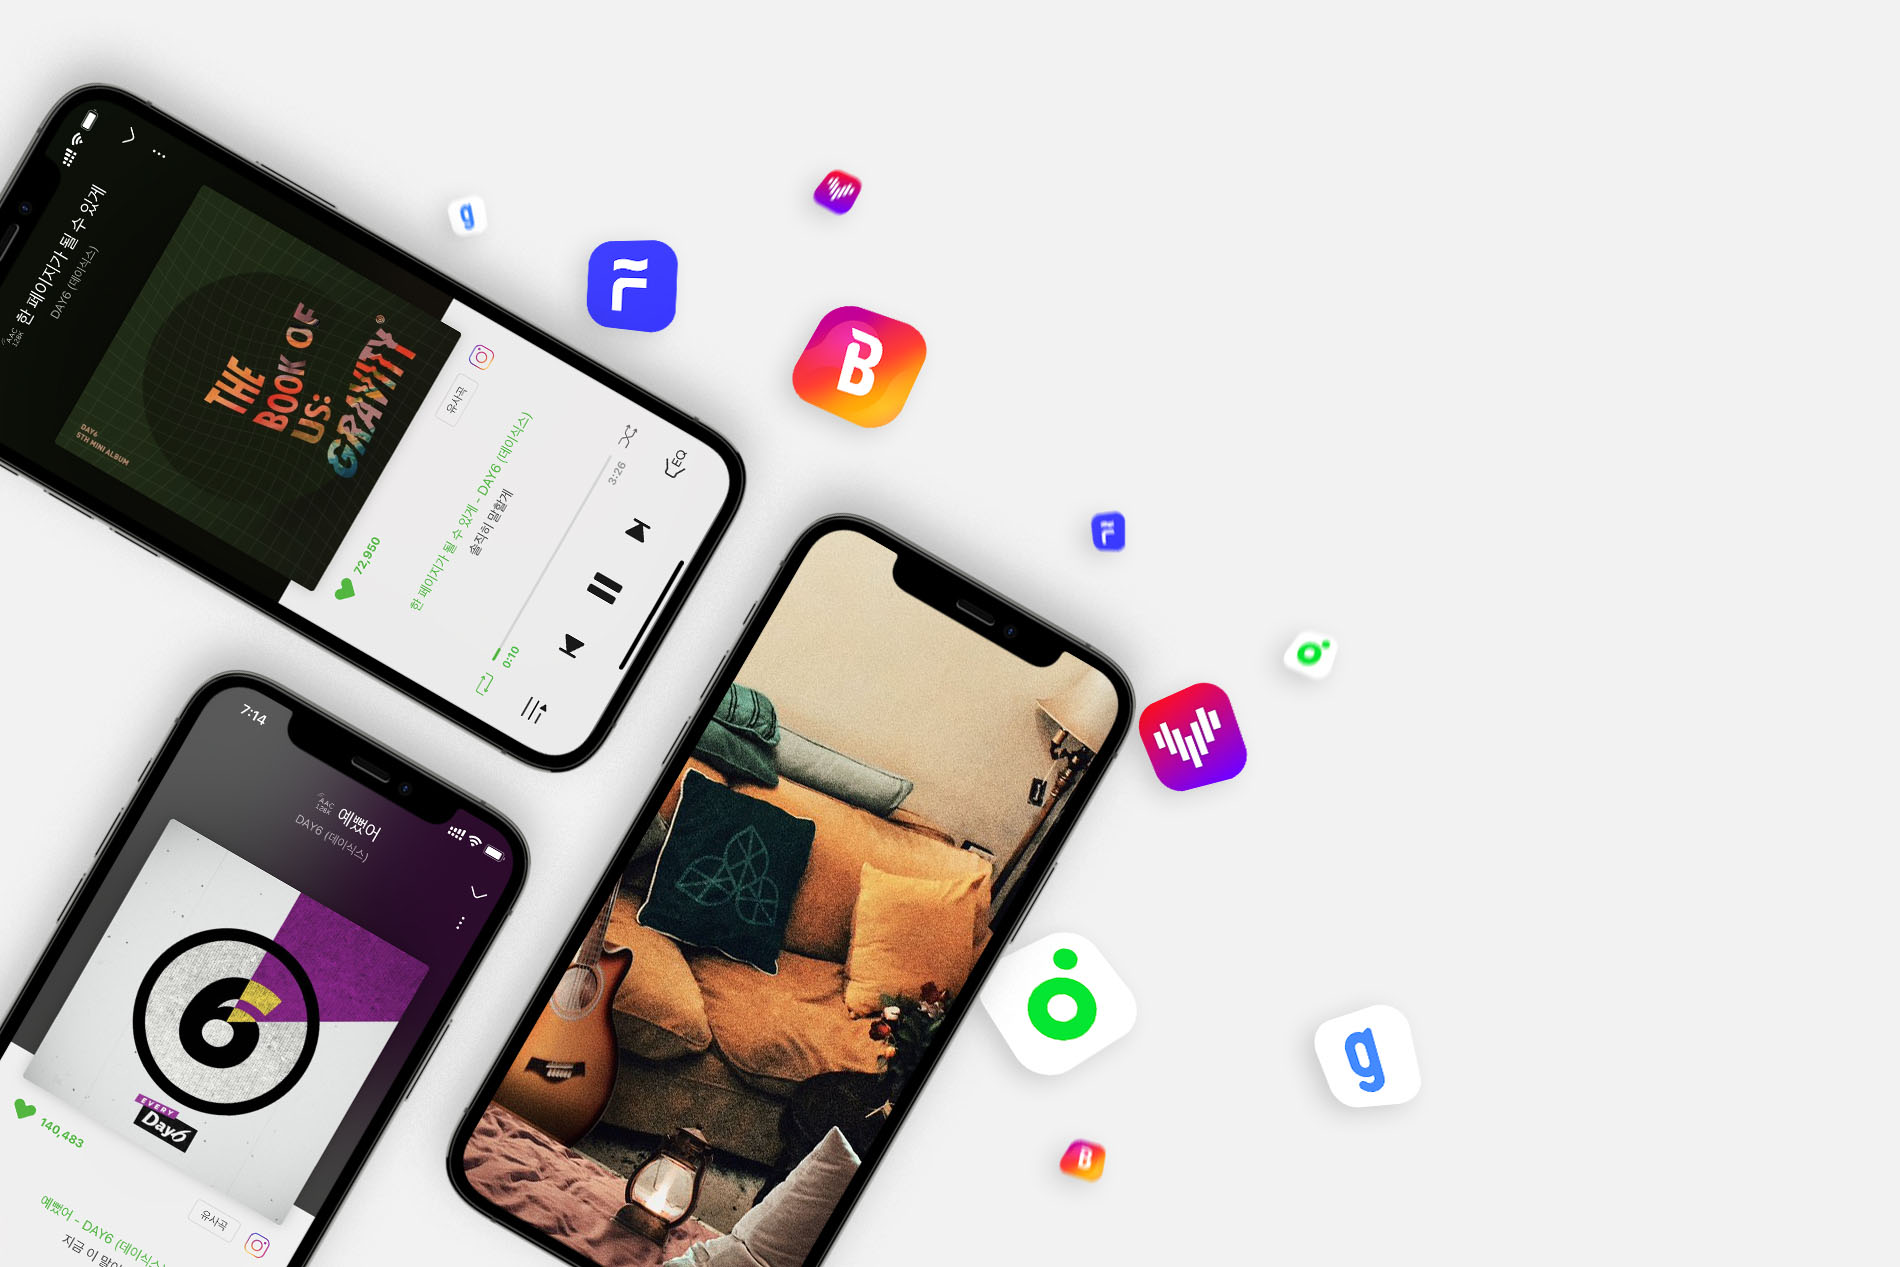 AAC
128K
한 페이지가 될 수 있게
DAY6 (데이식스)
THE
BOOK OF
US:
GRAVITY
DAY6
5TH MINI ALBUM
유사곡
72,950
한 페이지가 될 수 있게 - DAY6 (데이식스)
솔직히 말할게
0:10
3:26
EQ
7:14
AAC
128K
예뻤어
DAY6 (데이식스)
6
EVERY
Day6
140,483
유사곡
예뻤어 - DAY6 (데이식스)
지금 이 말이
g
F
B
F
g
B